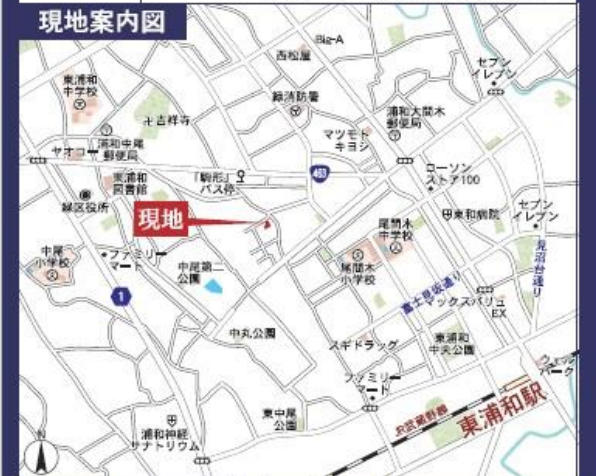 現地案内図
Big-A
西松屋
セブン
イレブン
東浦和
中学校
緑消防署
浦和大間木
郵便局
卍吉祥寺
マツモト
キヨシ
浦和中尾
郵便局
ヤオコー
東浦和
図書館
「駒形」
バス停
463
ローソン
ストア100
緑区役所
現地
東和病院
セブン
イレブン
尾間木
中学校
中尾
小学校
ファミリー
マート
中尾第二
公園
尾間木
小学校
見沼台通り
富士見坂通り
1
マックスバリュ
EX
中丸公園
スギドラッグ
東浦和
中央公園
ファミリー
マート
東中尾
公園
JR武蔵野線
東浦和駅
浦和神経
サナトリウム
N